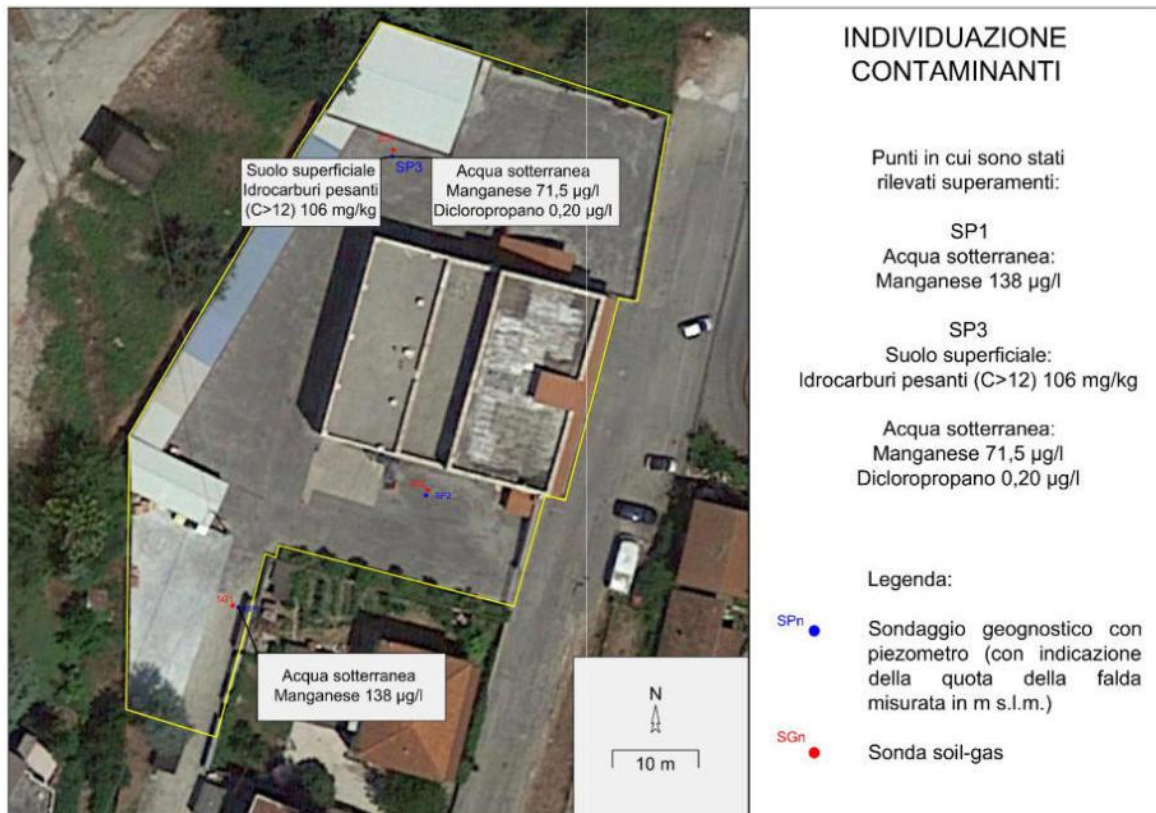 INDIVIDUAZIONE
CONTAMINANTI
Punti in cui sono stati
rilevati superamenti:
SP1
Acqua sotterranea:
Manganese 138 µg/l
SP3
Suolo superficiale:
Idrocarburi pesanti (C>12) 106 mg/kg
Acqua sotterranea:
Manganese 71,5 µg/l
Dicloropropano 0,20 µg/l
Legenda:
SPn
Sondaggio geognostico con
piezometro (con indicazione
della quota della falda
misurata in m s.l.m.)
SGn
Sonda soil-gas
Suolo superficiale
Idrocarburi pesanti
(C>12) 106 mg/kg
SP3
Acqua sotterranea
Manganese 71,5 µg/l
Dicloropropano 0,20 µg/l
SP2
Acqua sotterranea
Manganese 138 µg/l
N
10 m